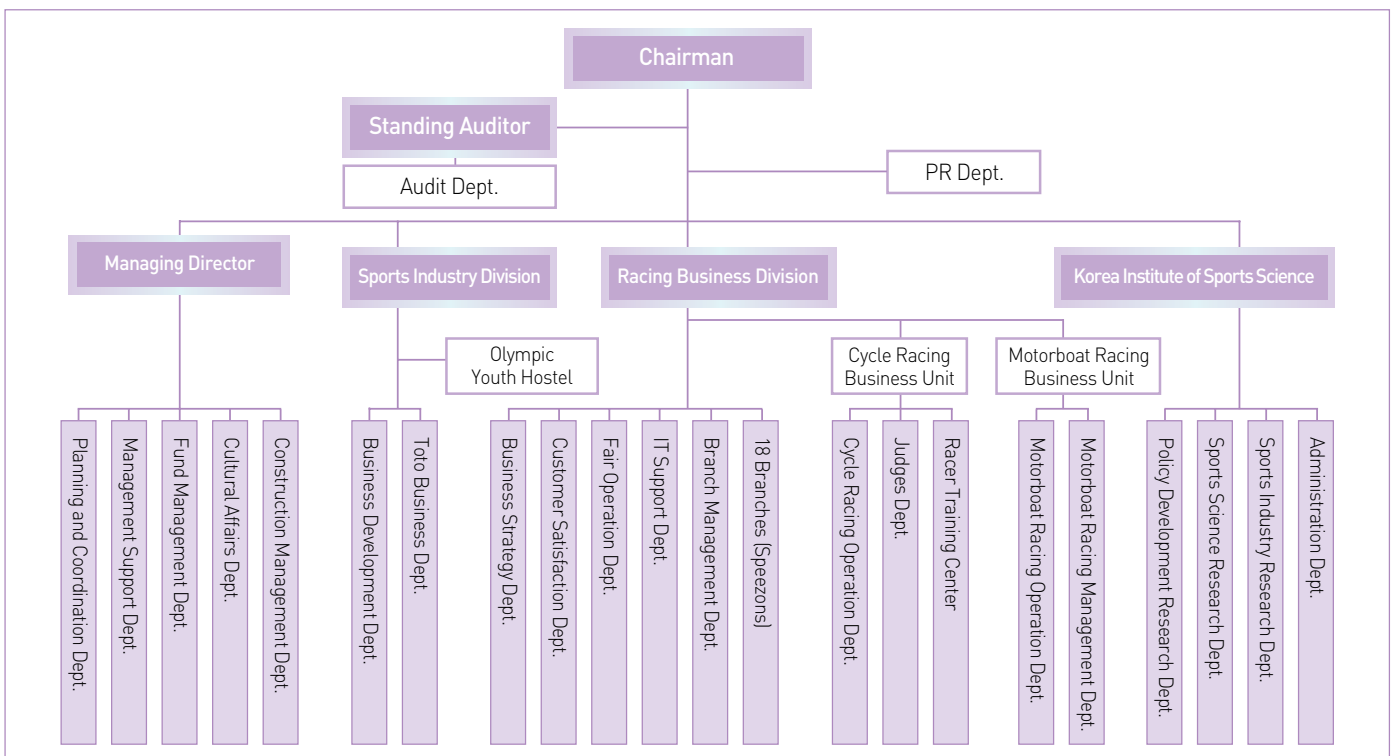 Chairman
Standing Auditor
Audit Dept.
PR Dept.
Managing Director
Sports Industry Division
Racing Business Division
Korea Institute of Sports Science
Olympic
Youth Hostel
Cycle Racing
Business Unit
Motorboat Racing
Business Unit
Planning and Coordination Dept.
Management Support Dept.
Fund Management Dept.
Cultural Affairs Dept.
Construction Management Dept.
Business Development Dept.
Toto Business Dept.
Business Strategy Dept.
Customer Satisfaction Dept.
Fair Operation Dept.
IT Support Dept.
Branch Management Dept.
18 Branches (Speezons)
Cycle Racing Operation Dept.
Judges Dept.
Racer Training Center
Motorboat Racing Operation Dept.
Motorboat Racing Management Dept.
Policy Development Research Dept.
Sports Science Research Dept.
Sports Industry Research Dept.
Administration Dept.